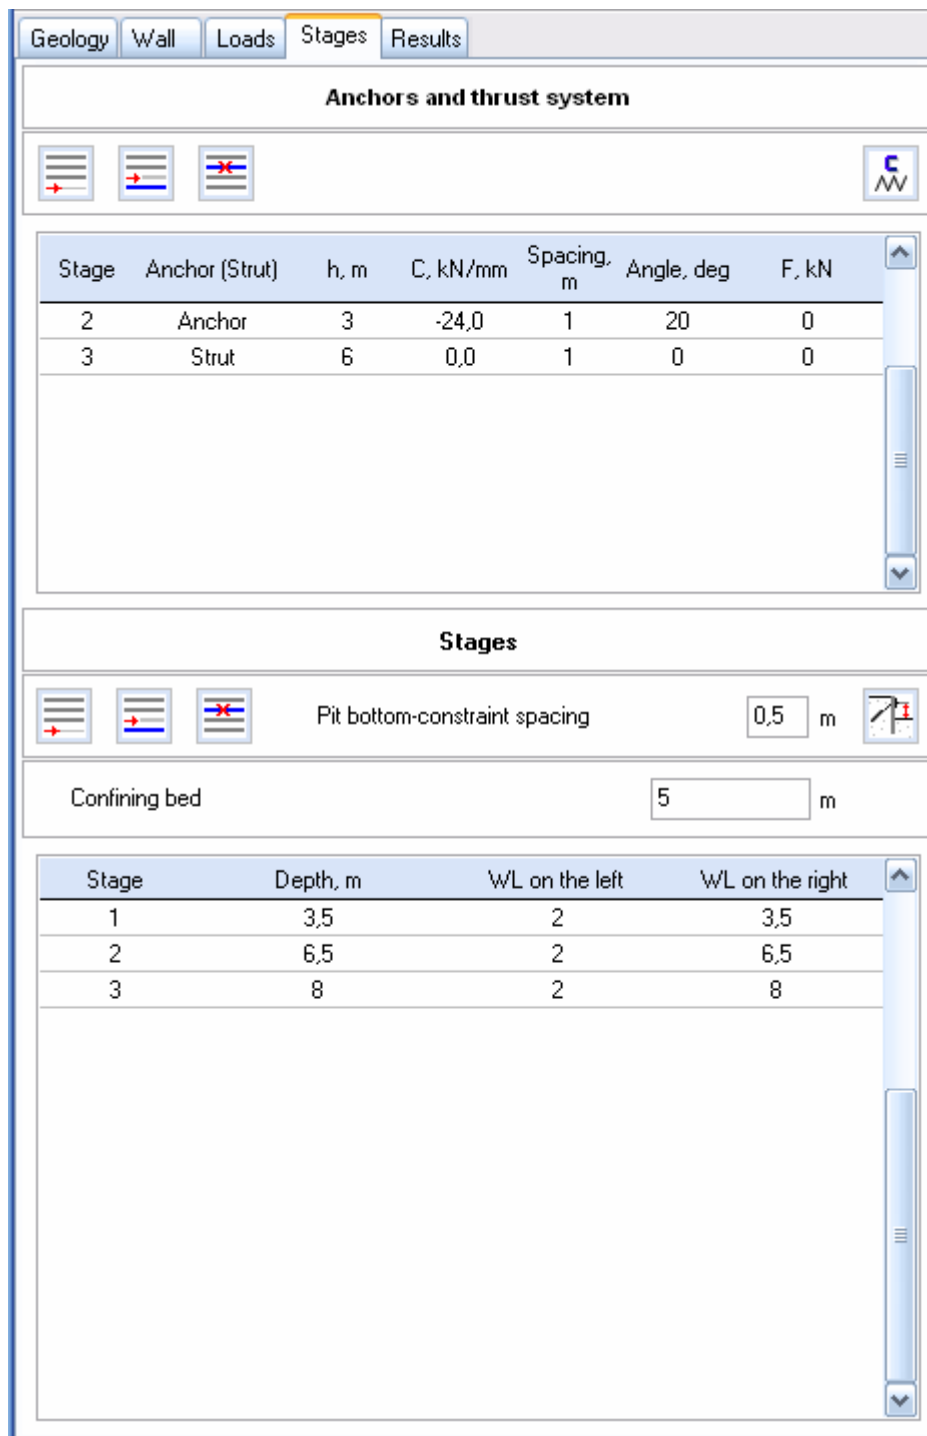 Geology Wall Loads Stages Results
Anchors and thrust system
C
Stage Anchor (Strut) h, m C, kN/mm Spacing, m Angle, deg F, kN
2 Anchor 3 -24,0 1 20 0
3 Strut 6 0,0 1 0 0
Stages
Pit bottom-constraint spacing 0,5 m
Confining bed 5 m
Stage Depth, m WL on the left WL on the right
1 3,5 2 3,5
2 6,5 2 6,5
3 8 2 8